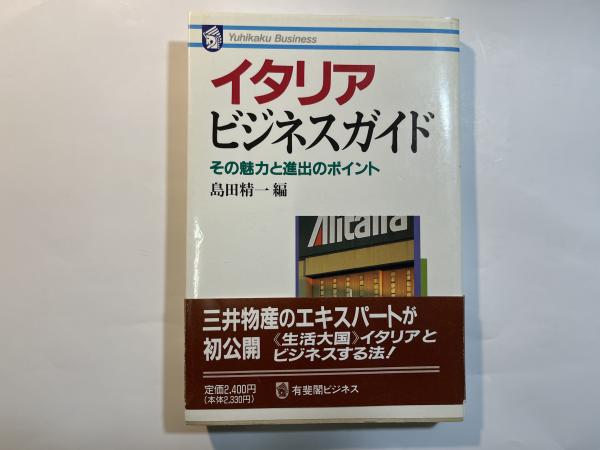 Yuhikaku Business
イタリア
ビジネスガイド
その魅力と進出のポイント
島田精一 編
Alitalia
三井物産のエキスパートが
初公開
《生活大国》イタリアと
ビジネスする法!
定価2,400円
(本体2,330円)
有斐閣ビジネス